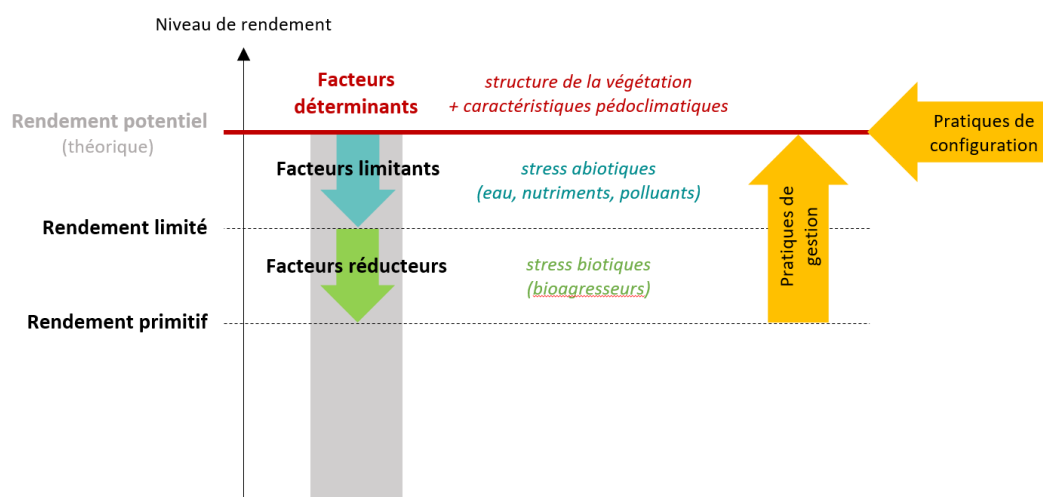 Niveau de rendement
Facteurs
déterminants
structure de la végétation
+ caractéristiques pédoclimatiques
Rendement potentiel
(théorique)
Pratiques de
configuration
Facteurs limitants
stress abiotiques
(eau, nutriments, polluants)
Rendement limité
Pratiques de
gestion
Facteurs réducteurs
stress biotiques
(bioagresseurs)
Rendement primitif